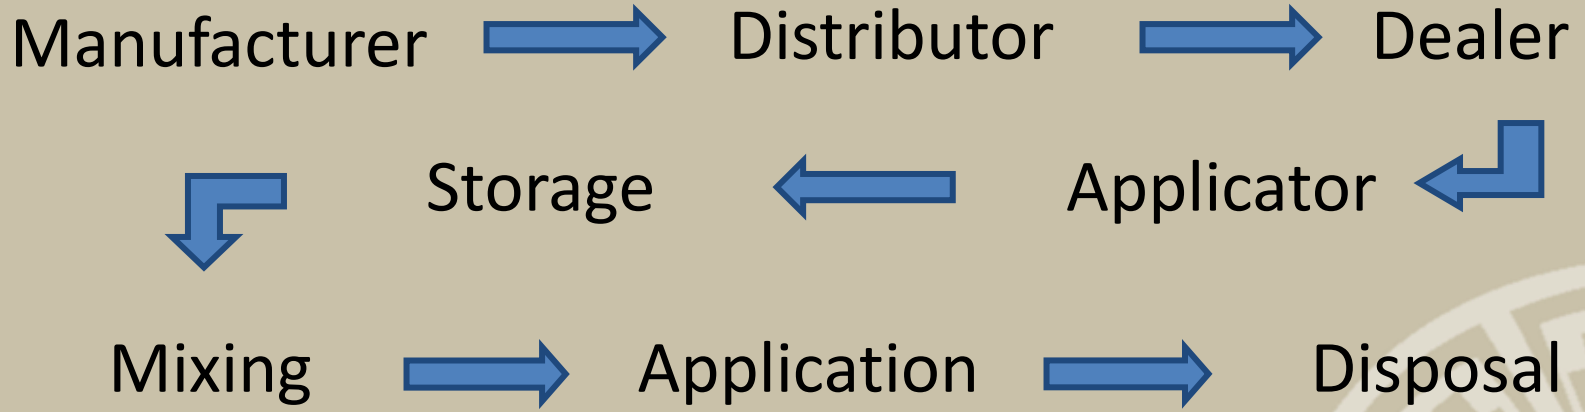 Manufacturer Distributor Dealer
Storage Applicator
Mixing Application Disposal